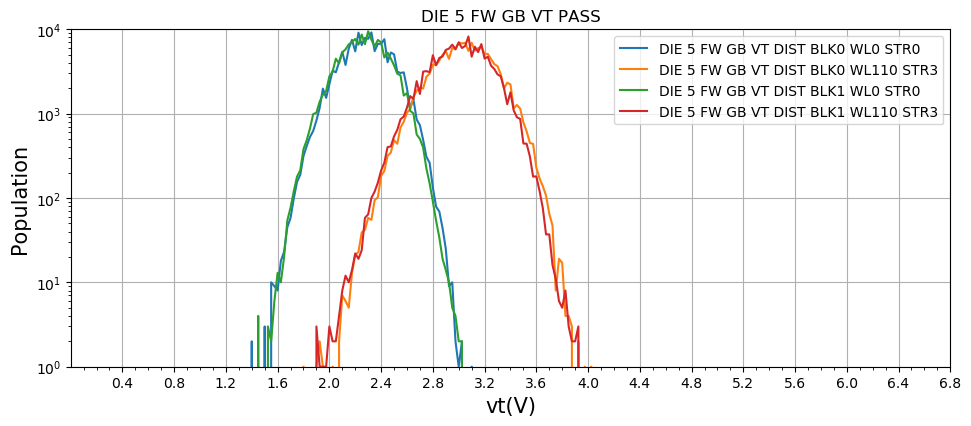 DIE 5 FW GB VT PASS
DIE 5 FW GB VT DIST BLK0 WL0 STR0
DIE 5 FW GB VT DIST BLK0 WL110 STR3
DIE 5 FW GB VT DIST BLK1 WL0 STR0
DIE 5 FW GB VT DIST BLK1 WL110 STR3
Population
10^4
10^3
10^2
10^1
10^0
0.4 0.8 1.2 1.6 2.0 2.4 2.8 3.2 3.6 4.0 4.4 4.8 5.2 5.6 6.0 6.4 6.8
vt(V)